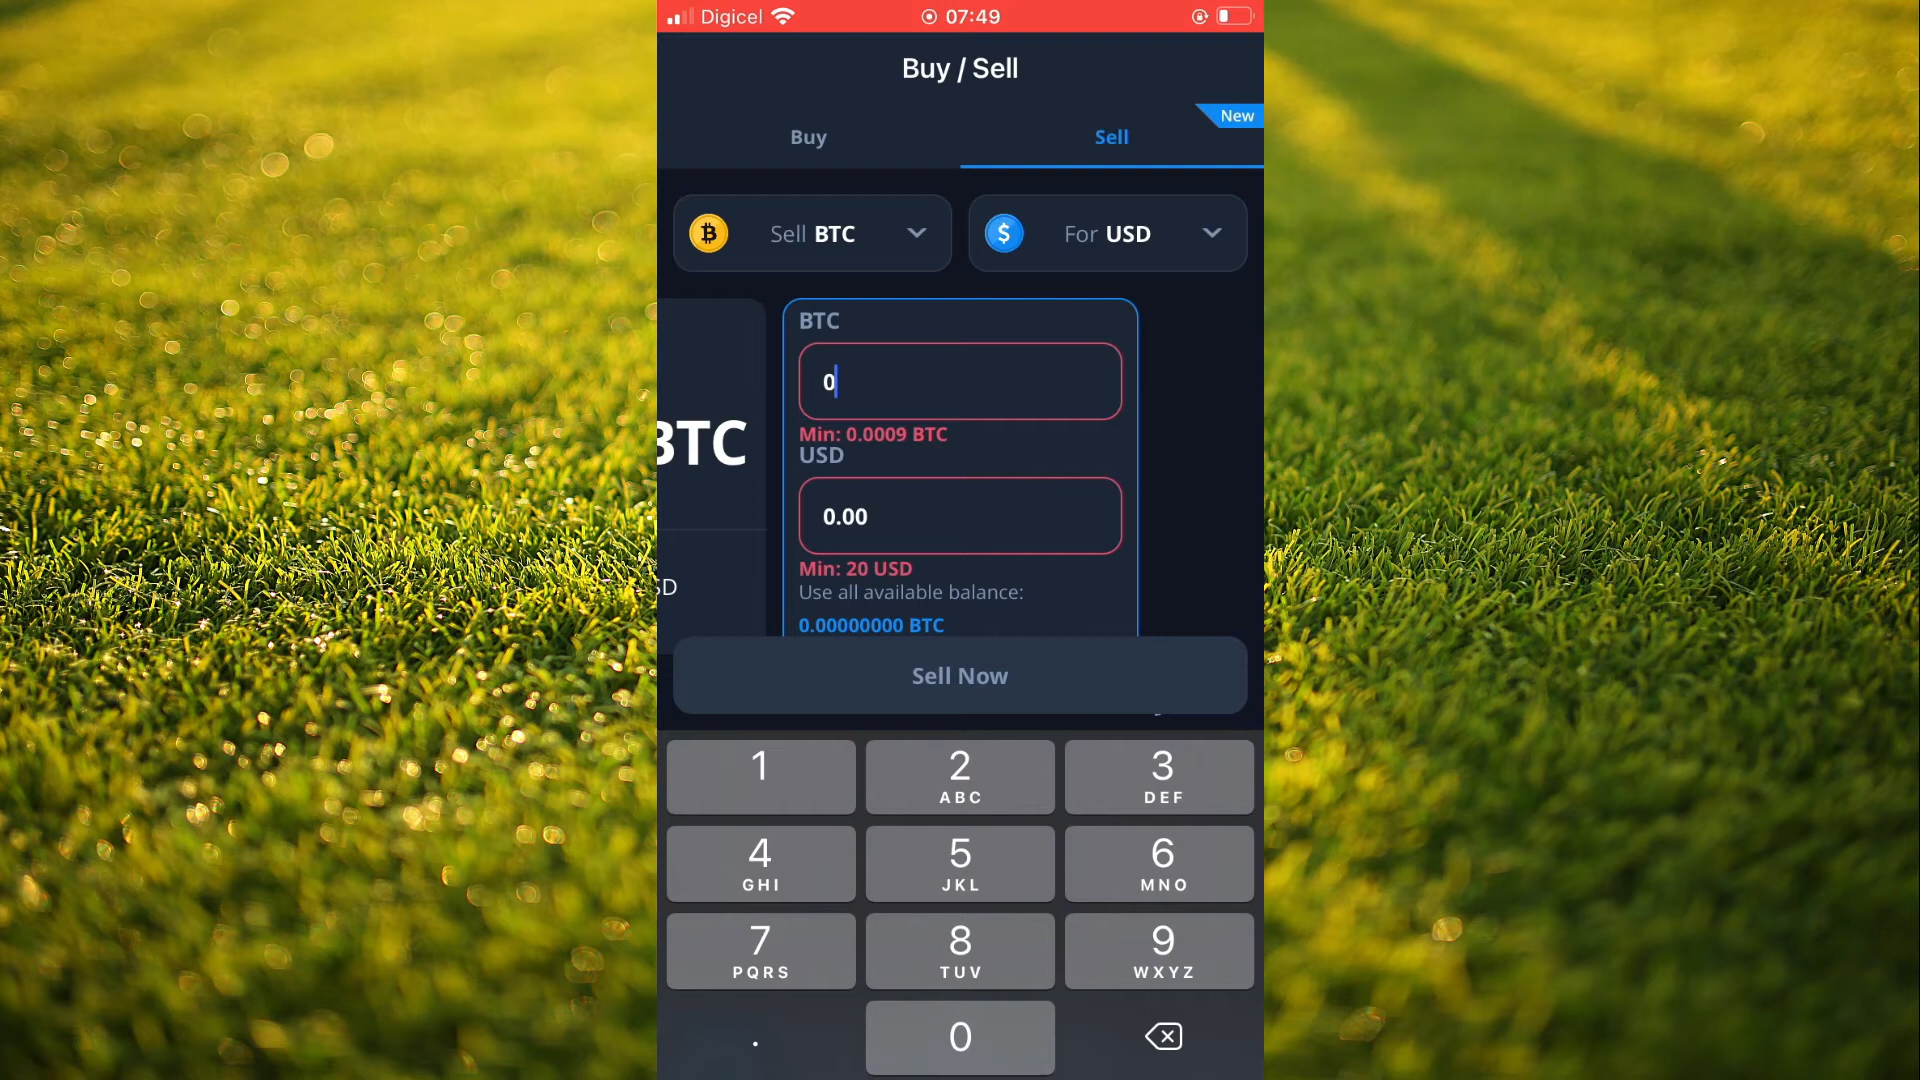 Digicel 07:49
Buy / Sell
New
Buy Sell
Sell BTC For USD
BTC
0
Min: 0.0009 BTC
BTC
USD
0.00
Min: 20 USD
Use all available balance:
0.00000000 BTC
Sell Now
1 2 3
ABC DEF
4 5 6
GHI JKL MNO
7 8 9
PQRS TUV WXYZ
. 0